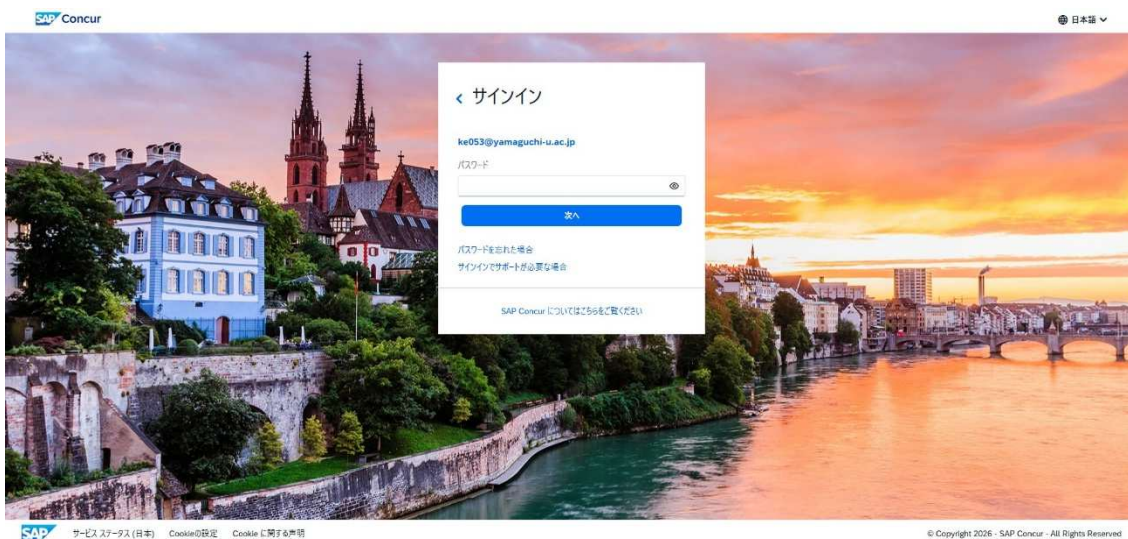 SAP Concur
日本語
サインイン
ke053@yamaguchi-u.ac.jp
パスワード
次へ
パスワードを忘れた場合
サインインでサポートが必要な場合
SAP Concur についてはこちらをご覧ください
SAP サービス ステータス (日本) Cookieの設定 Cookie に関する声明
© Copyright 2026 - SAP Concur - All Rights Reserved